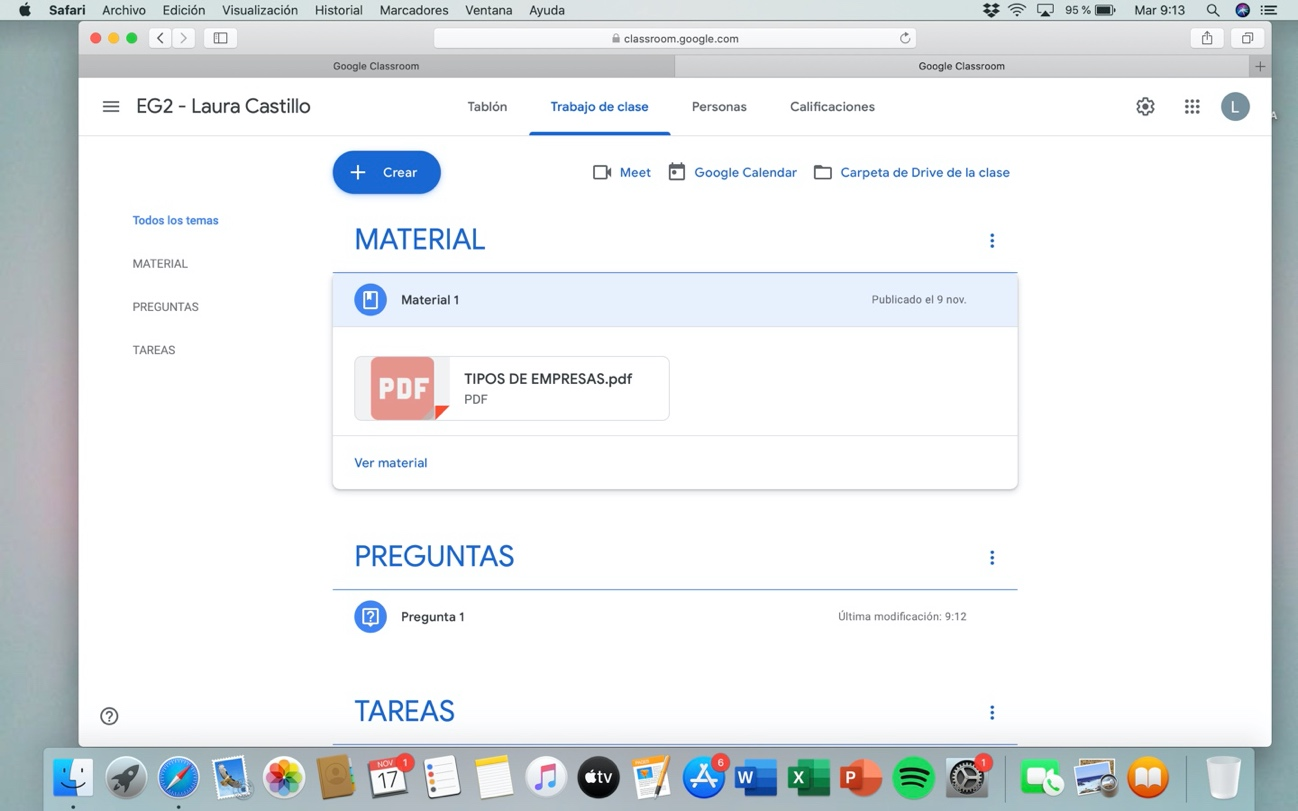 Safari Archivo Edición Visualización Historial Marcadores Ventana Ayuda 95 % Mar 9:13
classroom.google.com
Google Classroom Google Classroom
EG2 - Laura Castillo Tablón Trabajo de clase Personas Calificaciones L
Crear Meet Google Calendar Carpeta de Drive de la clase
Todos los temas
MATERIAL
PREGUNTAS
TAREAS
MATERIAL
Material 1 Publicado el 9 nov.
PDF TIPOS DE EMPRESAS.pdf
PDF
Ver material
PREGUNTAS
Pregunta 1 Última modificación: 9:12
TAREAS
NOV 17 1 tv 6 W X P 1